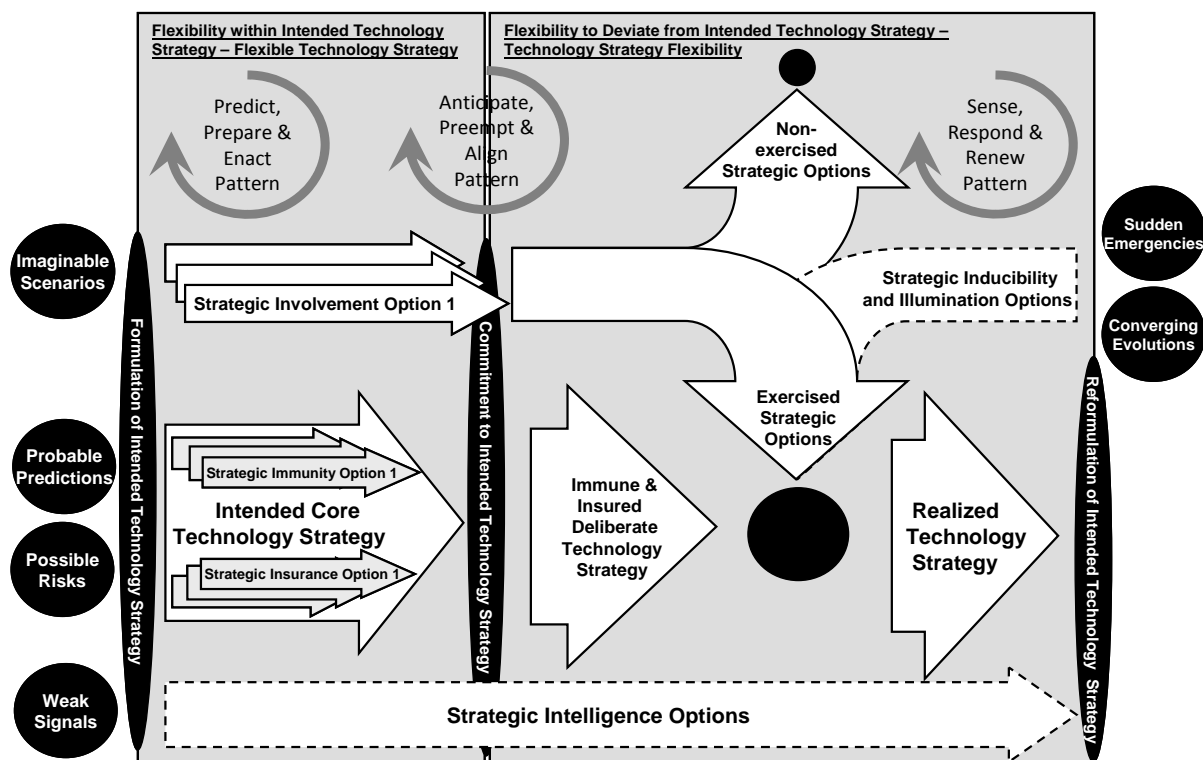 Flexibility within Intended Technology
Strategy – Flexible Technology Strategy
Flexibility to Deviate from Intended Technology Strategy –
Technology Strategy Flexibility
Predict,
Prepare &
Enact
Pattern
Anticipate,
Preempt &
Align
Pattern
Non-
exercised
Strategic Options
Sense,
Respond &
Renew
Pattern
Imaginable
Scenarios
Strategic Involvement Option 1
Strategic Inducibility
and Illumination Options
Sudden
Emergencies
Converging
Evolutions
Formulation of Intended Technology Strategy
Commitment to Intended Technology Strategy
Reformulation of Intended Technology Strategy
Exercised
Strategic
Options
Probable
Predictions
Strategic Immunity Option 1
Intended Core
Technology Strategy
Strategic Insurance Option 1
Possible
Risks
Immune &
Insured
Deliberate
Technology
Strategy
Realized
Technology
Strategy
Weak
Signals
Strategic Intelligence Options